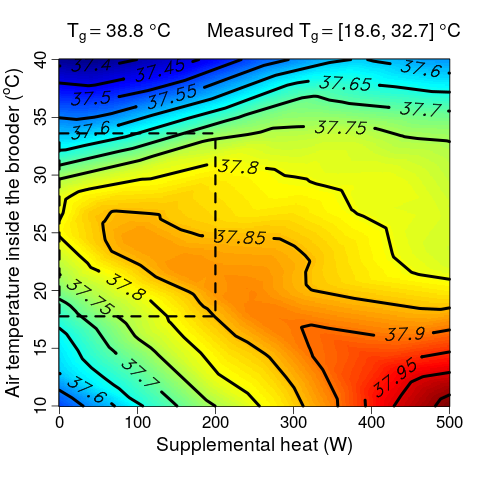 T_g = 38.8 °C Measured T_g = [18.6, 32.7] °C
37.4 37.45 37.6
37.5 37.55 37.65
37.6 37.75 37.7
37.8
37.85
37.8
37.75
37.9
37.7 37.95
37.6
40
35
30
25
20
15
10
Air temperature inside the brooder (°C)
0 100 200 300 400 500
Supplemental heat (W)